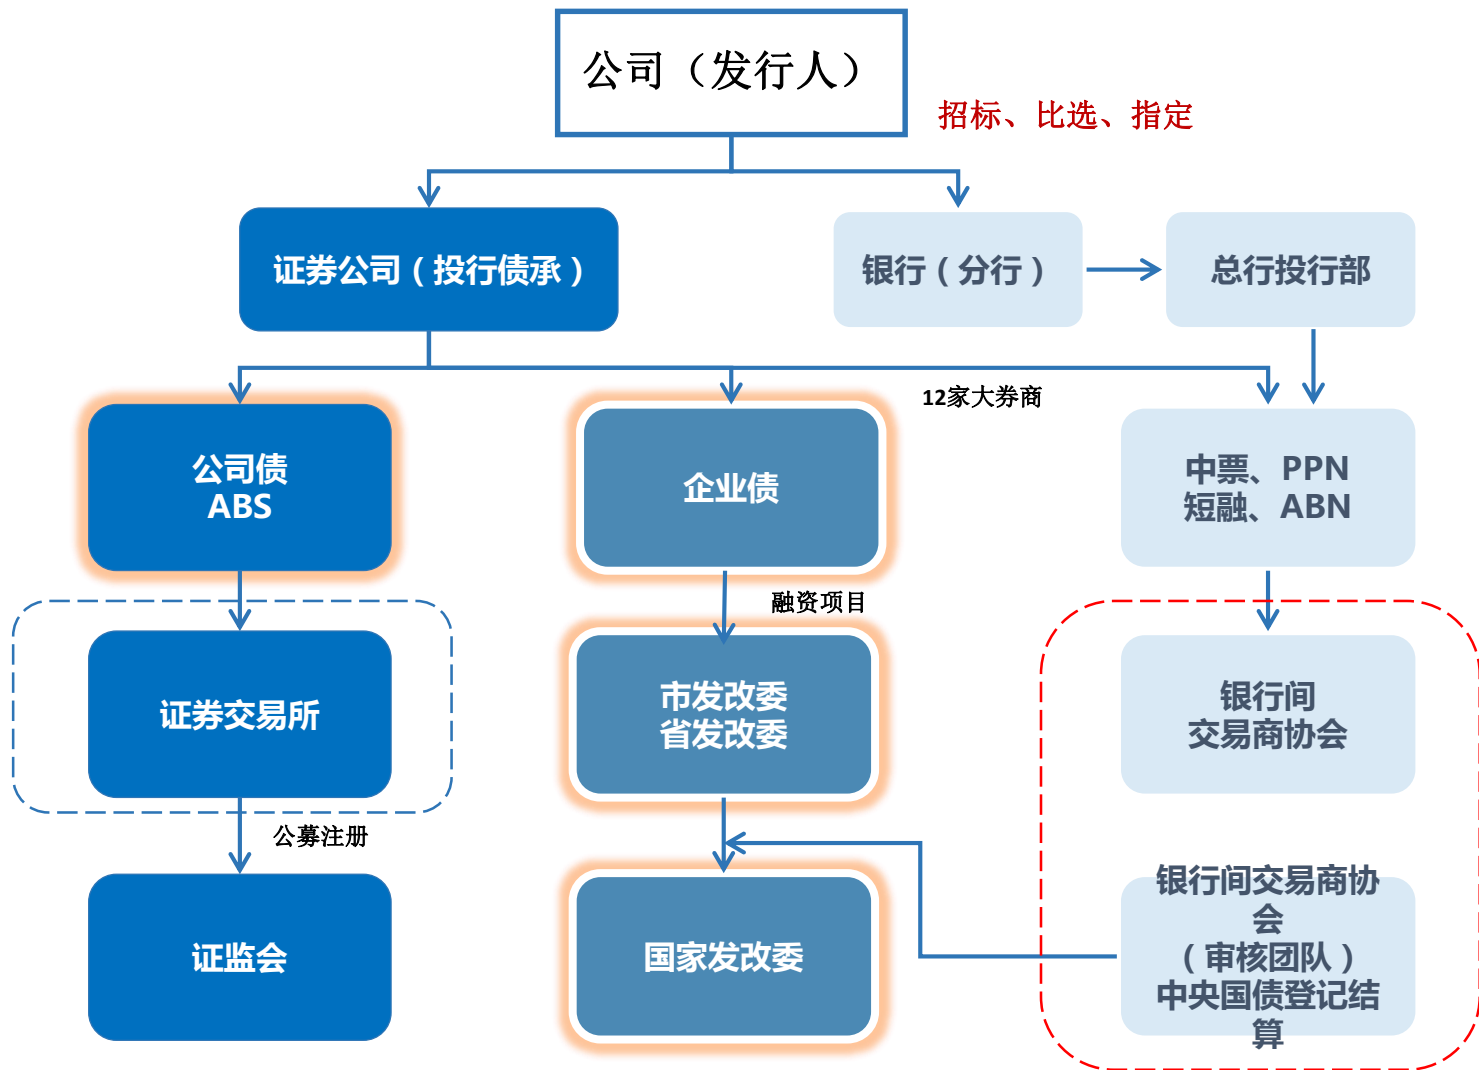 公司（发行人）
招标、比选、指定
证券公司（投行债承）
银行（分行）
总行投行部
12家大券商
公司债
ABS
企业债
中票、PPN
短融、ABN
融资项目
证券交易所
市发改委
省发改委
银行间
交易商协会
公募注册
证监会
国家发改委
银行间交易商协
会
（审核团队）
中央国债登记结
算